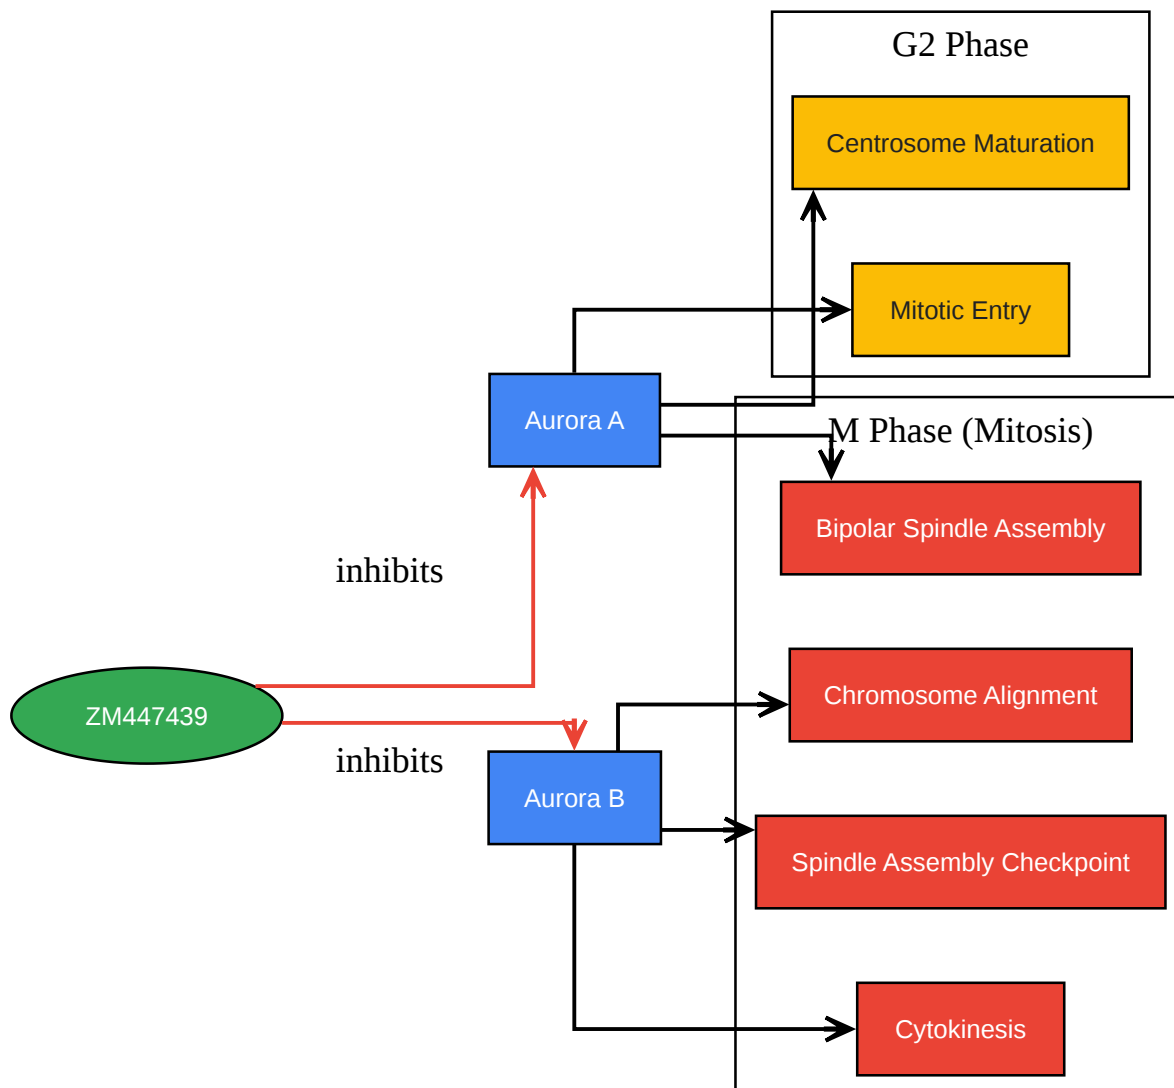 G2 Phase
Centrosome Maturation
Mitotic Entry
Aurora A
M Phase (Mitosis)
Bipolar Spindle Assembly
inhibits
Chromosome Alignment
ZM447439
inhibits
Aurora B
Spindle Assembly Checkpoint
Cytokinesis